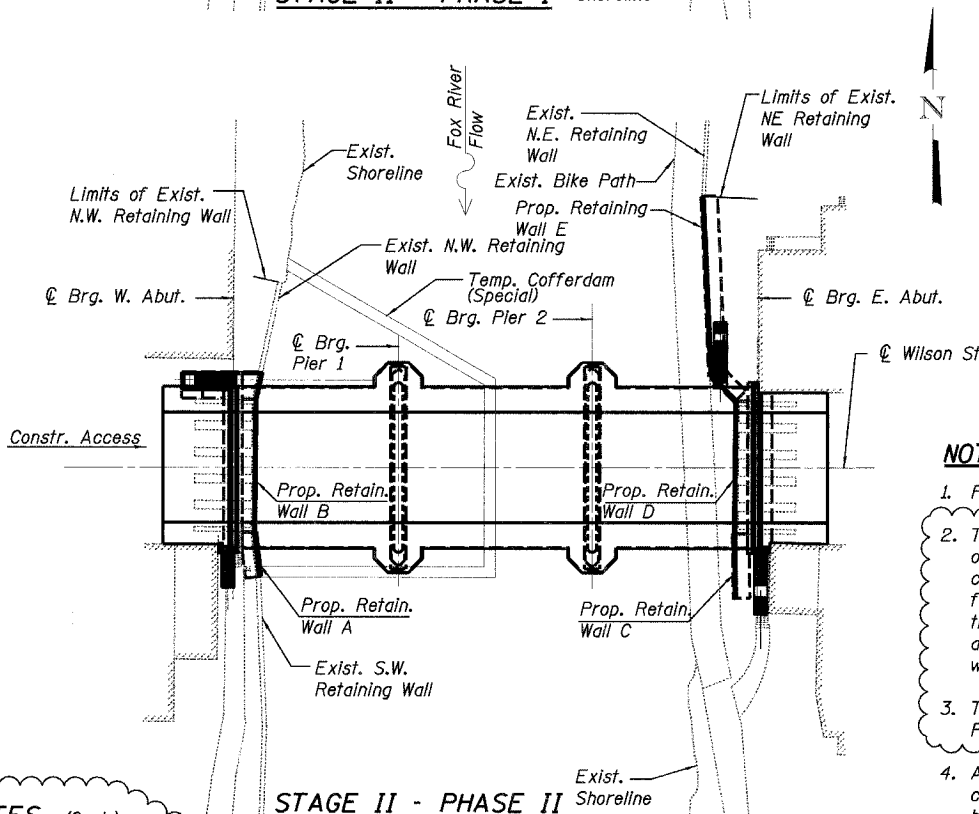 STAGE II - PHASE I
Shoreline
Fox River
Flow
N
Exist.
Shoreline
Exist.
N.E. Retaining
Wall
Limits of Exist.
NE Retaining
Wall
Exist. Bike Path
Limits of Exist.
N.W. Retaining Wall
Prop. Retaining
Wall E
Exist. N.W. Retaining
Wall
Temp. Cofferdam
(Special)
℄ Brg. W. Abut.
℄ Brg. Pier 2
℄ Brg. E. Abut.
℄ Brg.
Pier 1
℄ Wilson St
Constr. Access
Prop. Retain.
Wall B
Prop. Retain.
Wall D
Prop. Retain.
Wall A
Prop. Retain.
Wall C
Exist. S.W.
Retaining Wall
Exist.
Shoreline
STAGE II - PHASE II
NOT
1. F
2. T
o
c
f
th
a
w
3. T
F
4. A
c
TES